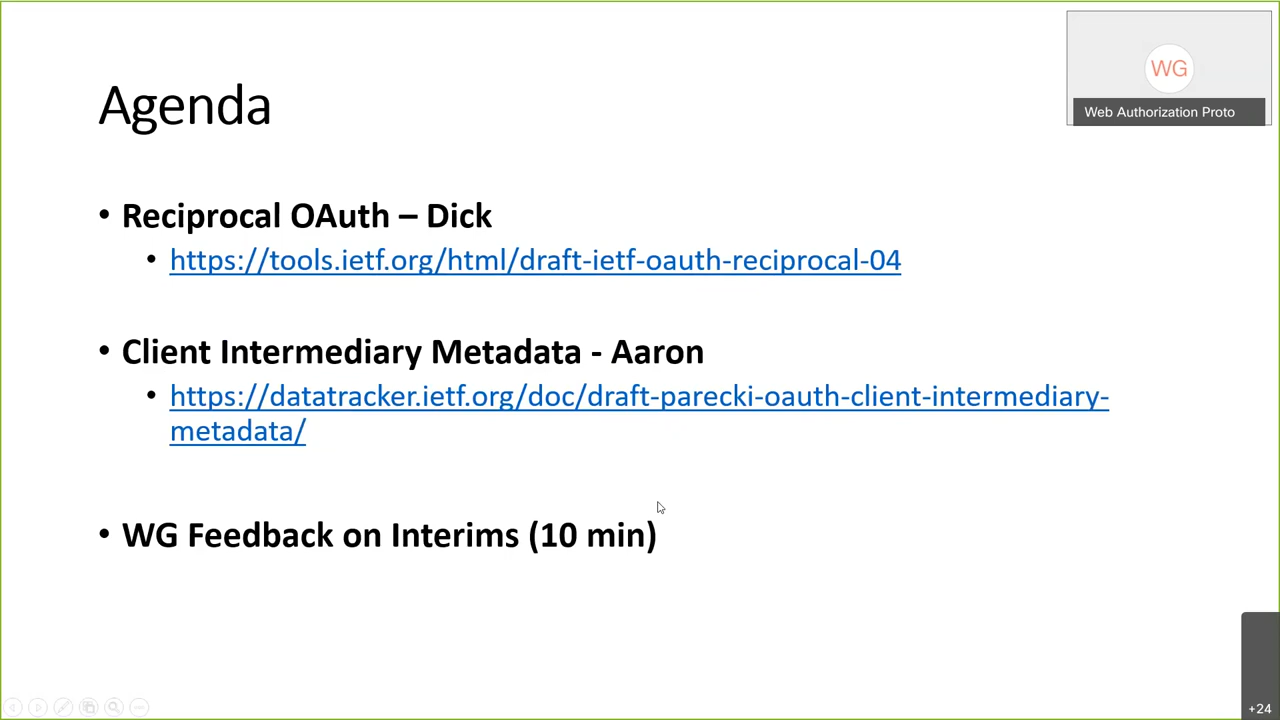 WG
Web Authorization Proto
Agenda
• Reciprocal OAuth – Dick
• https://tools.ietf.org/html/draft-ietf-oauth-reciprocal-04
• Client Intermediary Metadata - Aaron
• https://datatracker.ietf.org/doc/draft-parecki-oauth-client-intermediary-
metadata/
• WG Feedback on Interims (10 min)
+24